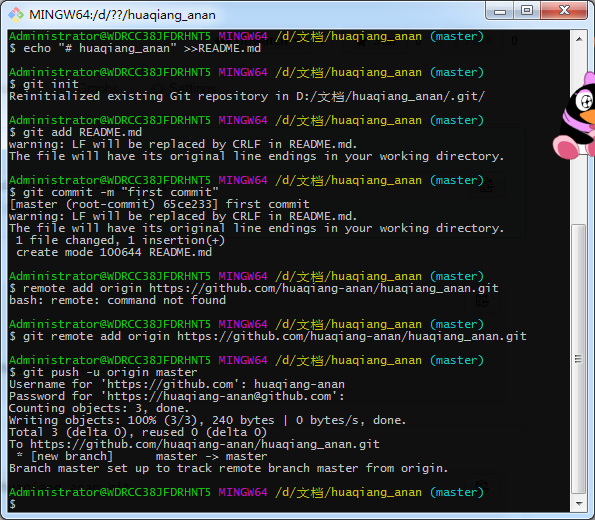 MINGW64:/d/??/huaqiang_anan
Administrator@WDRCC38JFDRHNT5 MINGW64 /d/文档/huaqiang_anan (master)
$ echo "# huaqiang_anan" >>README.md
Administrator@WDRCC38JFDRHNT5 MINGW64 /d/文档/huaqiang_anan (master)
$ git init
Reinitialized existing Git repository in D:/文档/huaqiang_anan/.git/
Administrator@WDRCC38JFDRHNT5 MINGW64 /d/文档/huaqiang_anan (master)
$ git add README.md
warning: LF will be replaced by CRLF in README.md.
The file will have its original line endings in your working directory.
Administrator@WDRCC38JFDRHNT5 MINGW64 /d/文档/huaqiang_anan (master)
$ git commit -m "first commit"
[master (root-commit) 65ce233] first commit
warning: LF will be replaced by CRLF in README.md.
The file will have its original line endings in your working directory.
1 file changed, 1 insertion(+)
create mode 100644 README.md
Administrator@WDRCC38JFDRHNT5 MINGW64 /d/文档/huaqiang_anan (master)
$ remote add origin https://github.com/huaqiang-anan/huaqiang_anan.git
bash: remote: command not found
Administrator@WDRCC38JFDRHNT5 MINGW64 /d/文档/huaqiang_anan (master)
$ git remote add origin https://github.com/huaqiang-anan/huaqiang_anan.git
Administrator@WDRCC38JFDRHNT5 MINGW64 /d/文档/huaqiang_anan (master)
$ git push -u origin master
Username for 'https://github.com': huaqiang-anan
Password for 'https://huaqiang-anan@github.com':
Counting objects: 3, done.
Writing objects: 100% (3/3), 240 bytes | 0 bytes/s, done.
Total 3 (delta 0), reused 0 (delta 0)
To https://github.com/huaqiang-anan/huaqiang_anan.git
* [new branch] master -> master
Branch master set up to track remote branch master from origin.
Administrator@WDRCC38JFDRHNT5 MINGW64 /d/文档/huaqiang_anan (master)
$